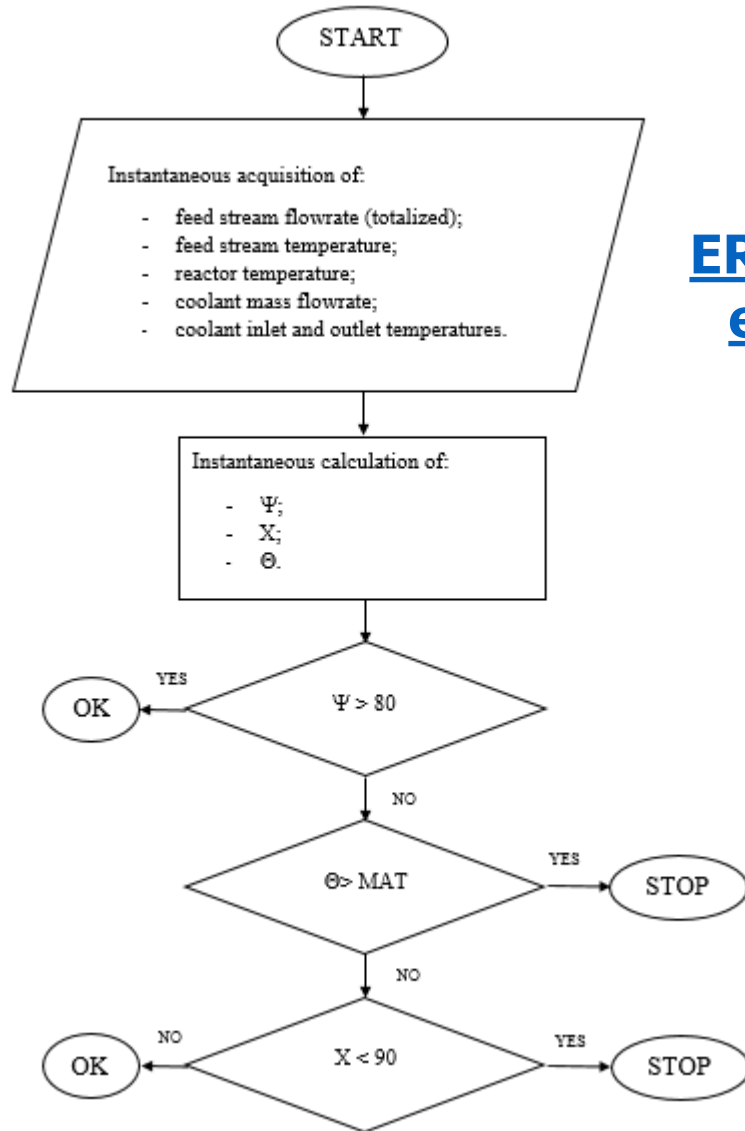 START
Instantaneous acquisition of:
- feed stream flowrate (totalized);
- feed stream temperature;
- reactor temperature;
- coolant mass flowrate;
- coolant inlet and outlet temperatures.
ER
e
Instantaneous calculation of:
- Ψ;
- X;
- Θ.
YES
OK
Ψ > 80
NO
Θ> MAT
YES
STOP
NO
NO
OK
X < 90
YES
STOP